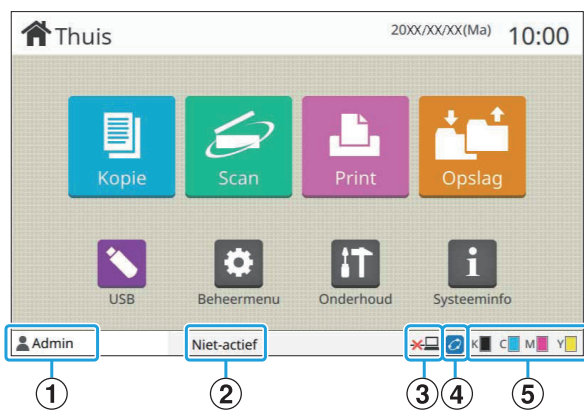 Thuis 20XX/XX/XX(Ma) 10:00
Kopie Scan Print Opslag
USB Beheermenu Onderhoud Systeeminfo
Admin Niet-actief K C M Y
1 2 3 4 5